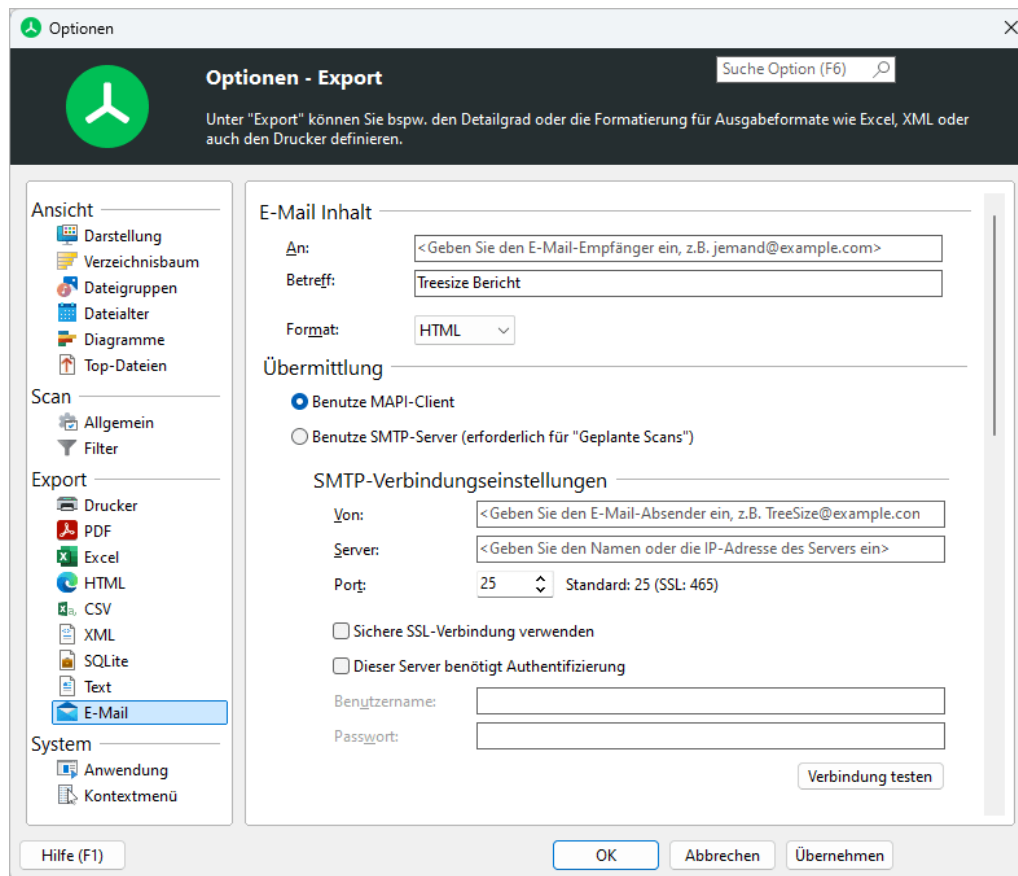 Optionen
Optionen - Export
Suche Option (F6)
Unter "Export" können Sie bspw. den Detailgrad oder die Formatierung für Ausgabeformate wie Excel, XML oder
auch den Drucker definieren.
Ansicht
Darstellung
Verzeichnisbaum
Dateigruppen
Dateialter
Diagramme
Top-Dateien
Scan
Allgemein
Filter
Export
Drucker
PDF
Excel
HTML
CSV
XML
SQLite
Text
E-Mail
System
Anwendung
Kontextmenü
E-Mail Inhalt
An: <Geben Sie den E-Mail-Empfänger ein, z.B. jemand@example.com>
Betreff: Treesize Bericht
Format: HTML
Übermittlung
Benutze MAPI-Client
Benutze SMTP-Server (erforderlich für "Geplante Scans")
SMTP-Verbindungseinstellungen
Von: <Geben Sie den E-Mail-Absender ein, z.B. TreeSize@example.con
Server: <Geben Sie den Namen oder die IP-Adresse des Servers ein>
Port: 25 Standard: 25 (SSL: 465)
Sichere SSL-Verbindung verwenden
Dieser Server benötigt Authentifizierung
Benutzername:
Passwort:
Verbindung testen
Hilfe (F1)
OK
Abbrechen
Übernehmen